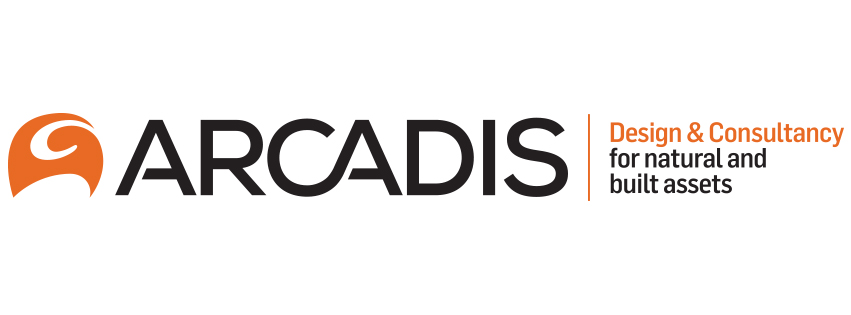 ARCADIS
Design & Consultancy
for natural and
built assets